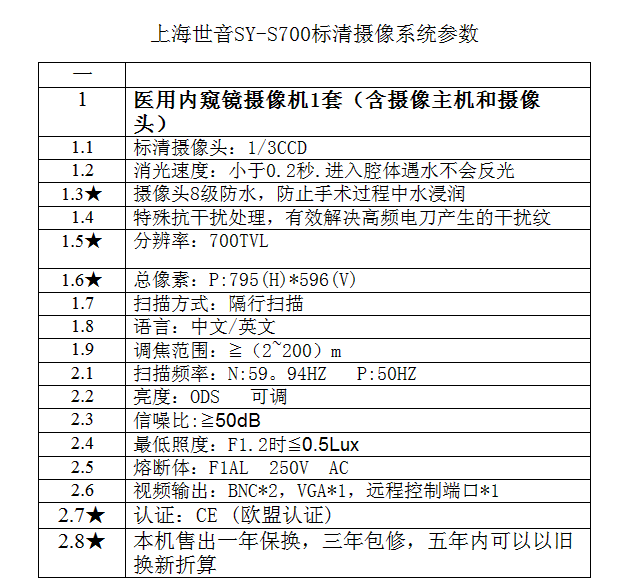 上海世音SY-S700标清摄像系统参数
一
1 医用内窥镜摄像机1套（含摄像主机和摄像
头）
1.1 标清摄像头：1/3CCD
1.2 消光速度：小于0.2秒.进入腔体遇水不会反光
1.3★ 摄像头8级防水，防止手术过程中水浸润
1.4 特殊抗干扰处理，有效解决高频电刀产生的干扰纹
1.5★ 分辨率：700TVL
1.6★ 总像素：P:795(H)*596(V)
1.7 扫描方式：隔行扫描
1.8 语言：中文/英文
1.9 调焦范围：≧（2~200）m
2.1 扫描频率：N:59。94HZ P:50HZ
2.2 亮度：ODS 可调
2.3 信噪比:≧50dB
2.4 最低照度：F1.2时≦0.5Lux
2.5 熔断体：F1AL 250V AC
2.6 视频输出：BNC*2，VGA*1，远程控制端口*1
2.7★ 认证：CE (欧盟认证)
2.8★ 本机售出一年保换，三年包修，五年内可以以旧
换新折算